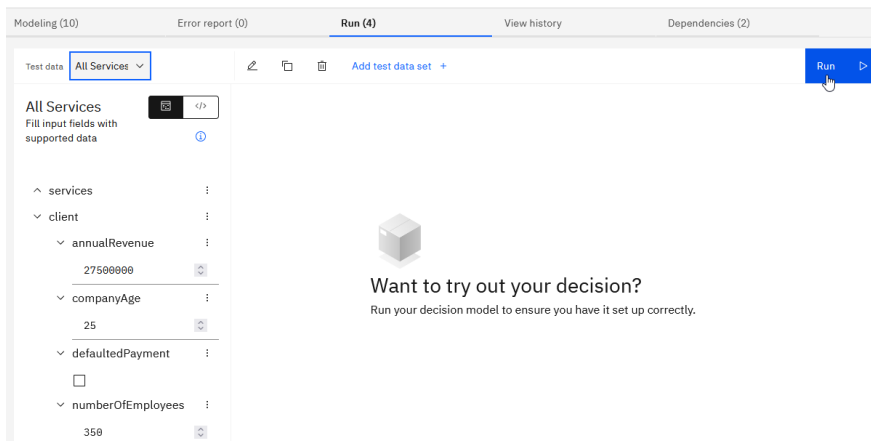 Modeling (10) Error report (0) Run (4) View history Dependencies (2)
Test data All Services Add test data set + Run
All Services </>
Fill input fields with
supported data
services
client
annualRevenue
27500000
companyAge
25
defaultedPayment
numberOfEmployees
350
Want to try out your decision?
Run your decision model to ensure you have it set up correctly.